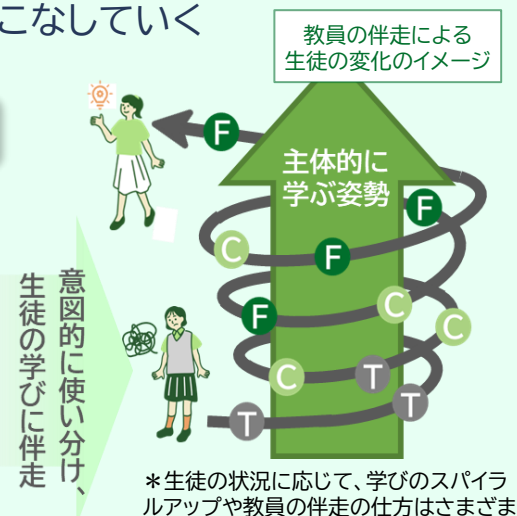 こなしていく
教員の伴走による
生徒の変化のイメージ
主体的に
学ぶ姿勢
F
F
C
F
F
C
C
C
T
T
T
意図的に使い分け、
生徒の学びに伴走
＊生徒の状況に応じて、学びのスパイラ
ルアップや教員の伴走の仕方はさまざま